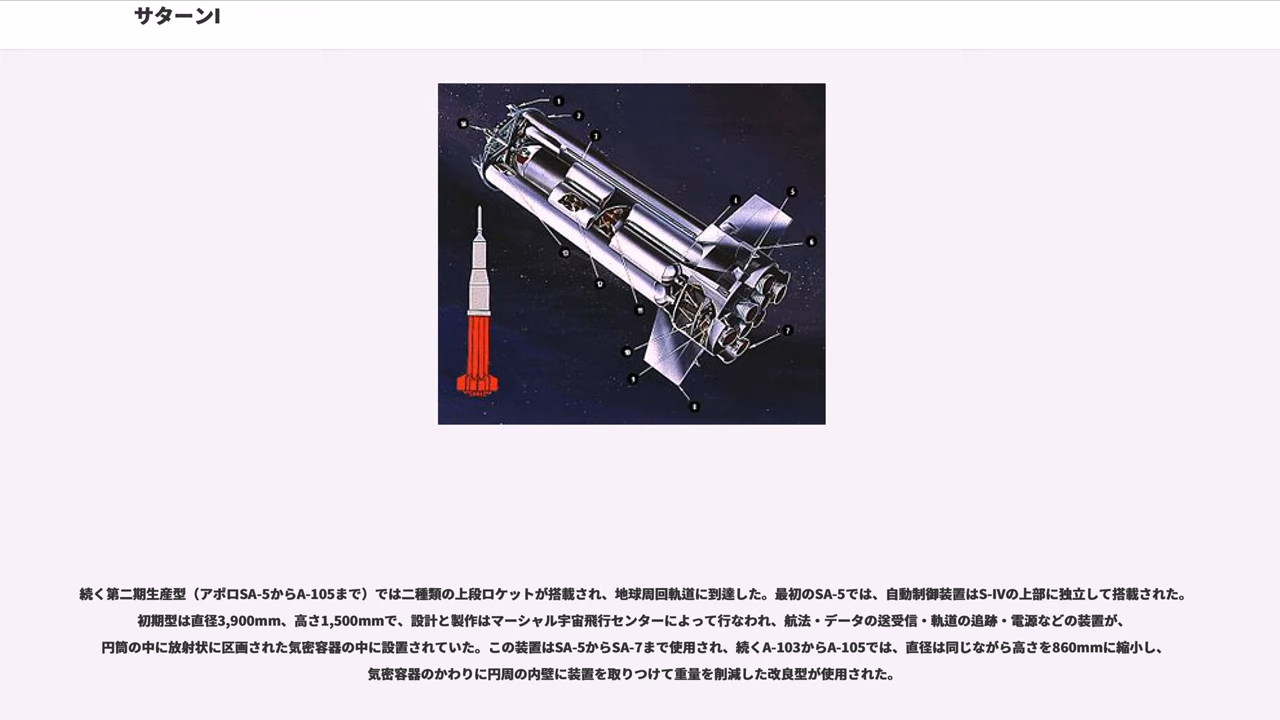 サターンI
1
2
3
4
5
6
7
8
9
10
11
12
13
14
続く第二期生産型（アポロSA-5からA-105まで）では二種類の上段ロケットが搭載され、地球周回軌道に到達した。最初のSA-5では、自動制御装置はS-IVの上部に独立して搭載された。
初期型は直径3,900mm、高さ1,500mmで、設計と製作はマーシャル宇宙飛行センターによって行なわれ、航法・データの送受信・軌道の追跡・電源などの装置が、
円筒の中に放射状に区画された気密容器の中に設置されていた。この装置はSA-5からSA-7まで使用され、続くA-103からA-105では、直径は同じながら高さを860mmに縮小し、
気密容器のかわりに円周の内壁に装置を取りつけて重量を削減した改良型が使用された。